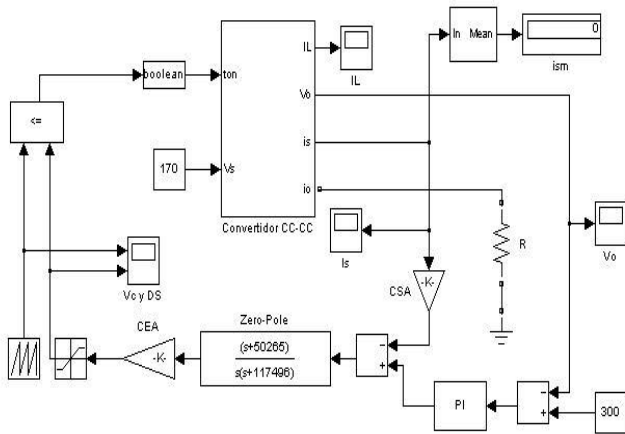 In Mean
0
ism
IL
IL
boolean
ton
Vo
<=
is
170
Vs
io
Convertidor CC-CC
Is
R
Vo
Vc y DS
-K-
CSA
CEA
Zero-Pole
-K-
(s+50265)
s(s+117496)
−
+
PI
−
+
300